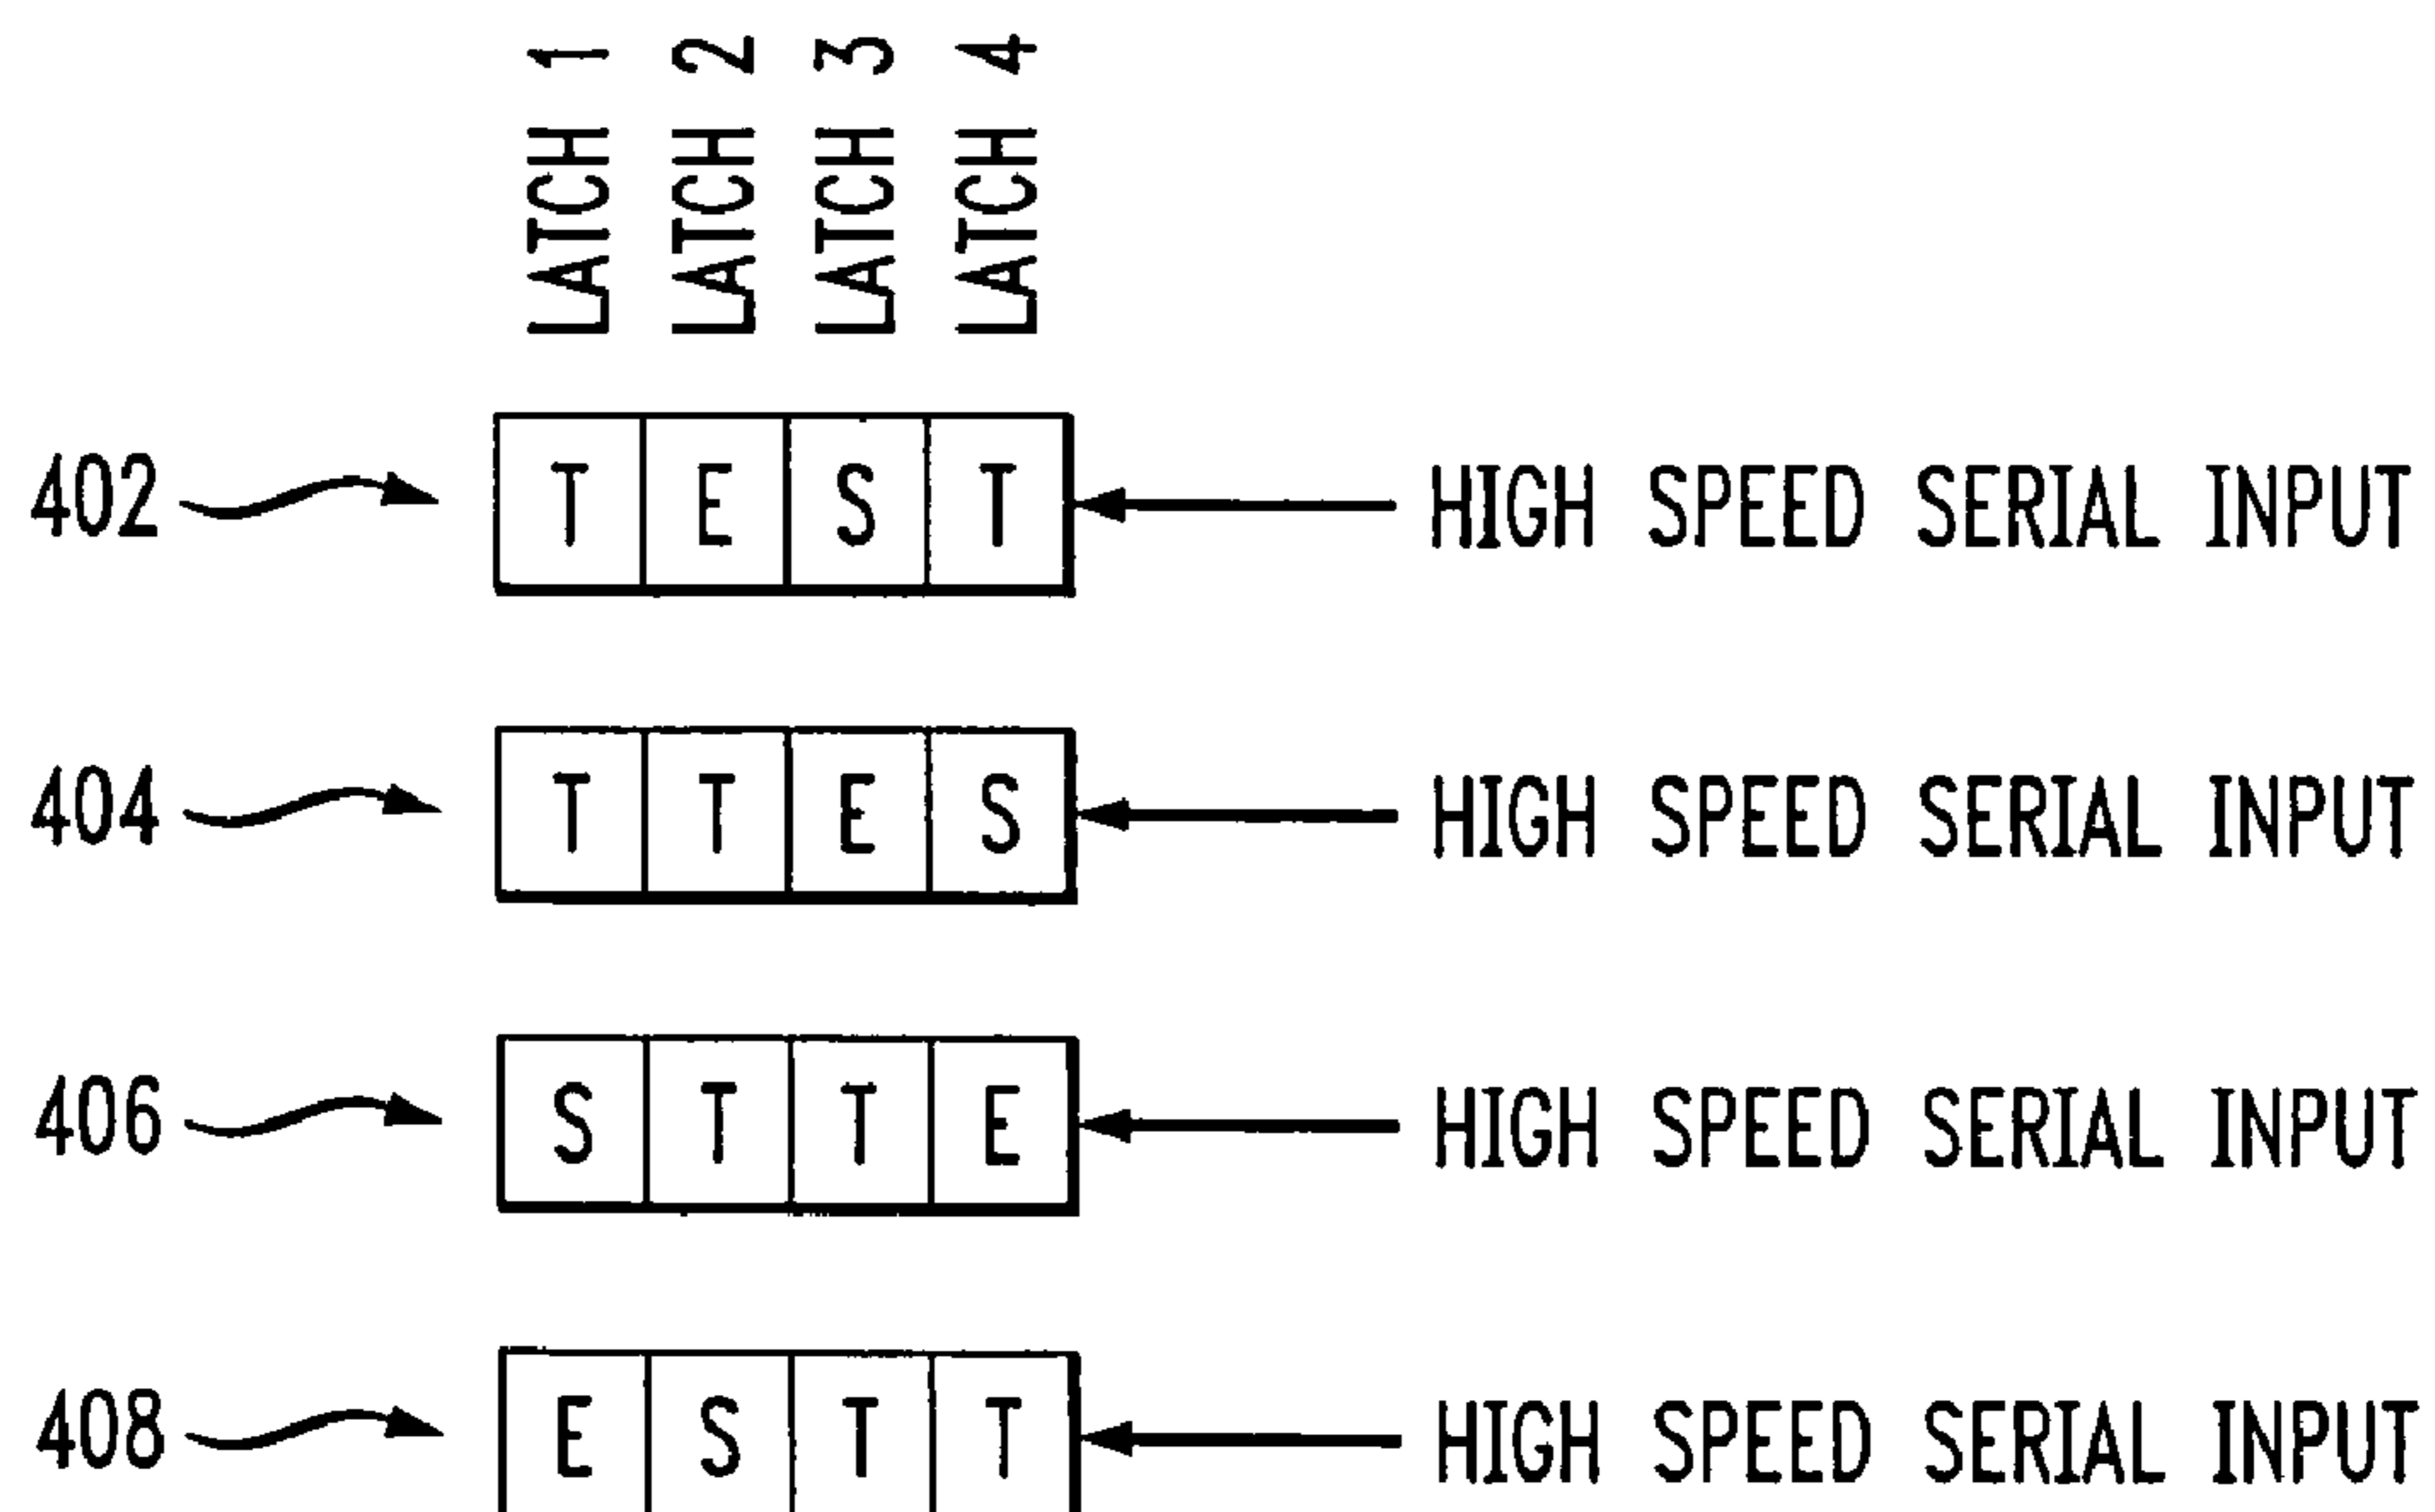 LATCH 1
LATCH 2
LATCH 3
LATCH 4
402 T E S T HIGH SPEED SERIAL INPUT
404 T T E S HIGH SPEED SERIAL INPUT
406 S T T E HIGH SPEED SERIAL INPUT
408 E S T T HIGH SPEED SERIAL INPUT